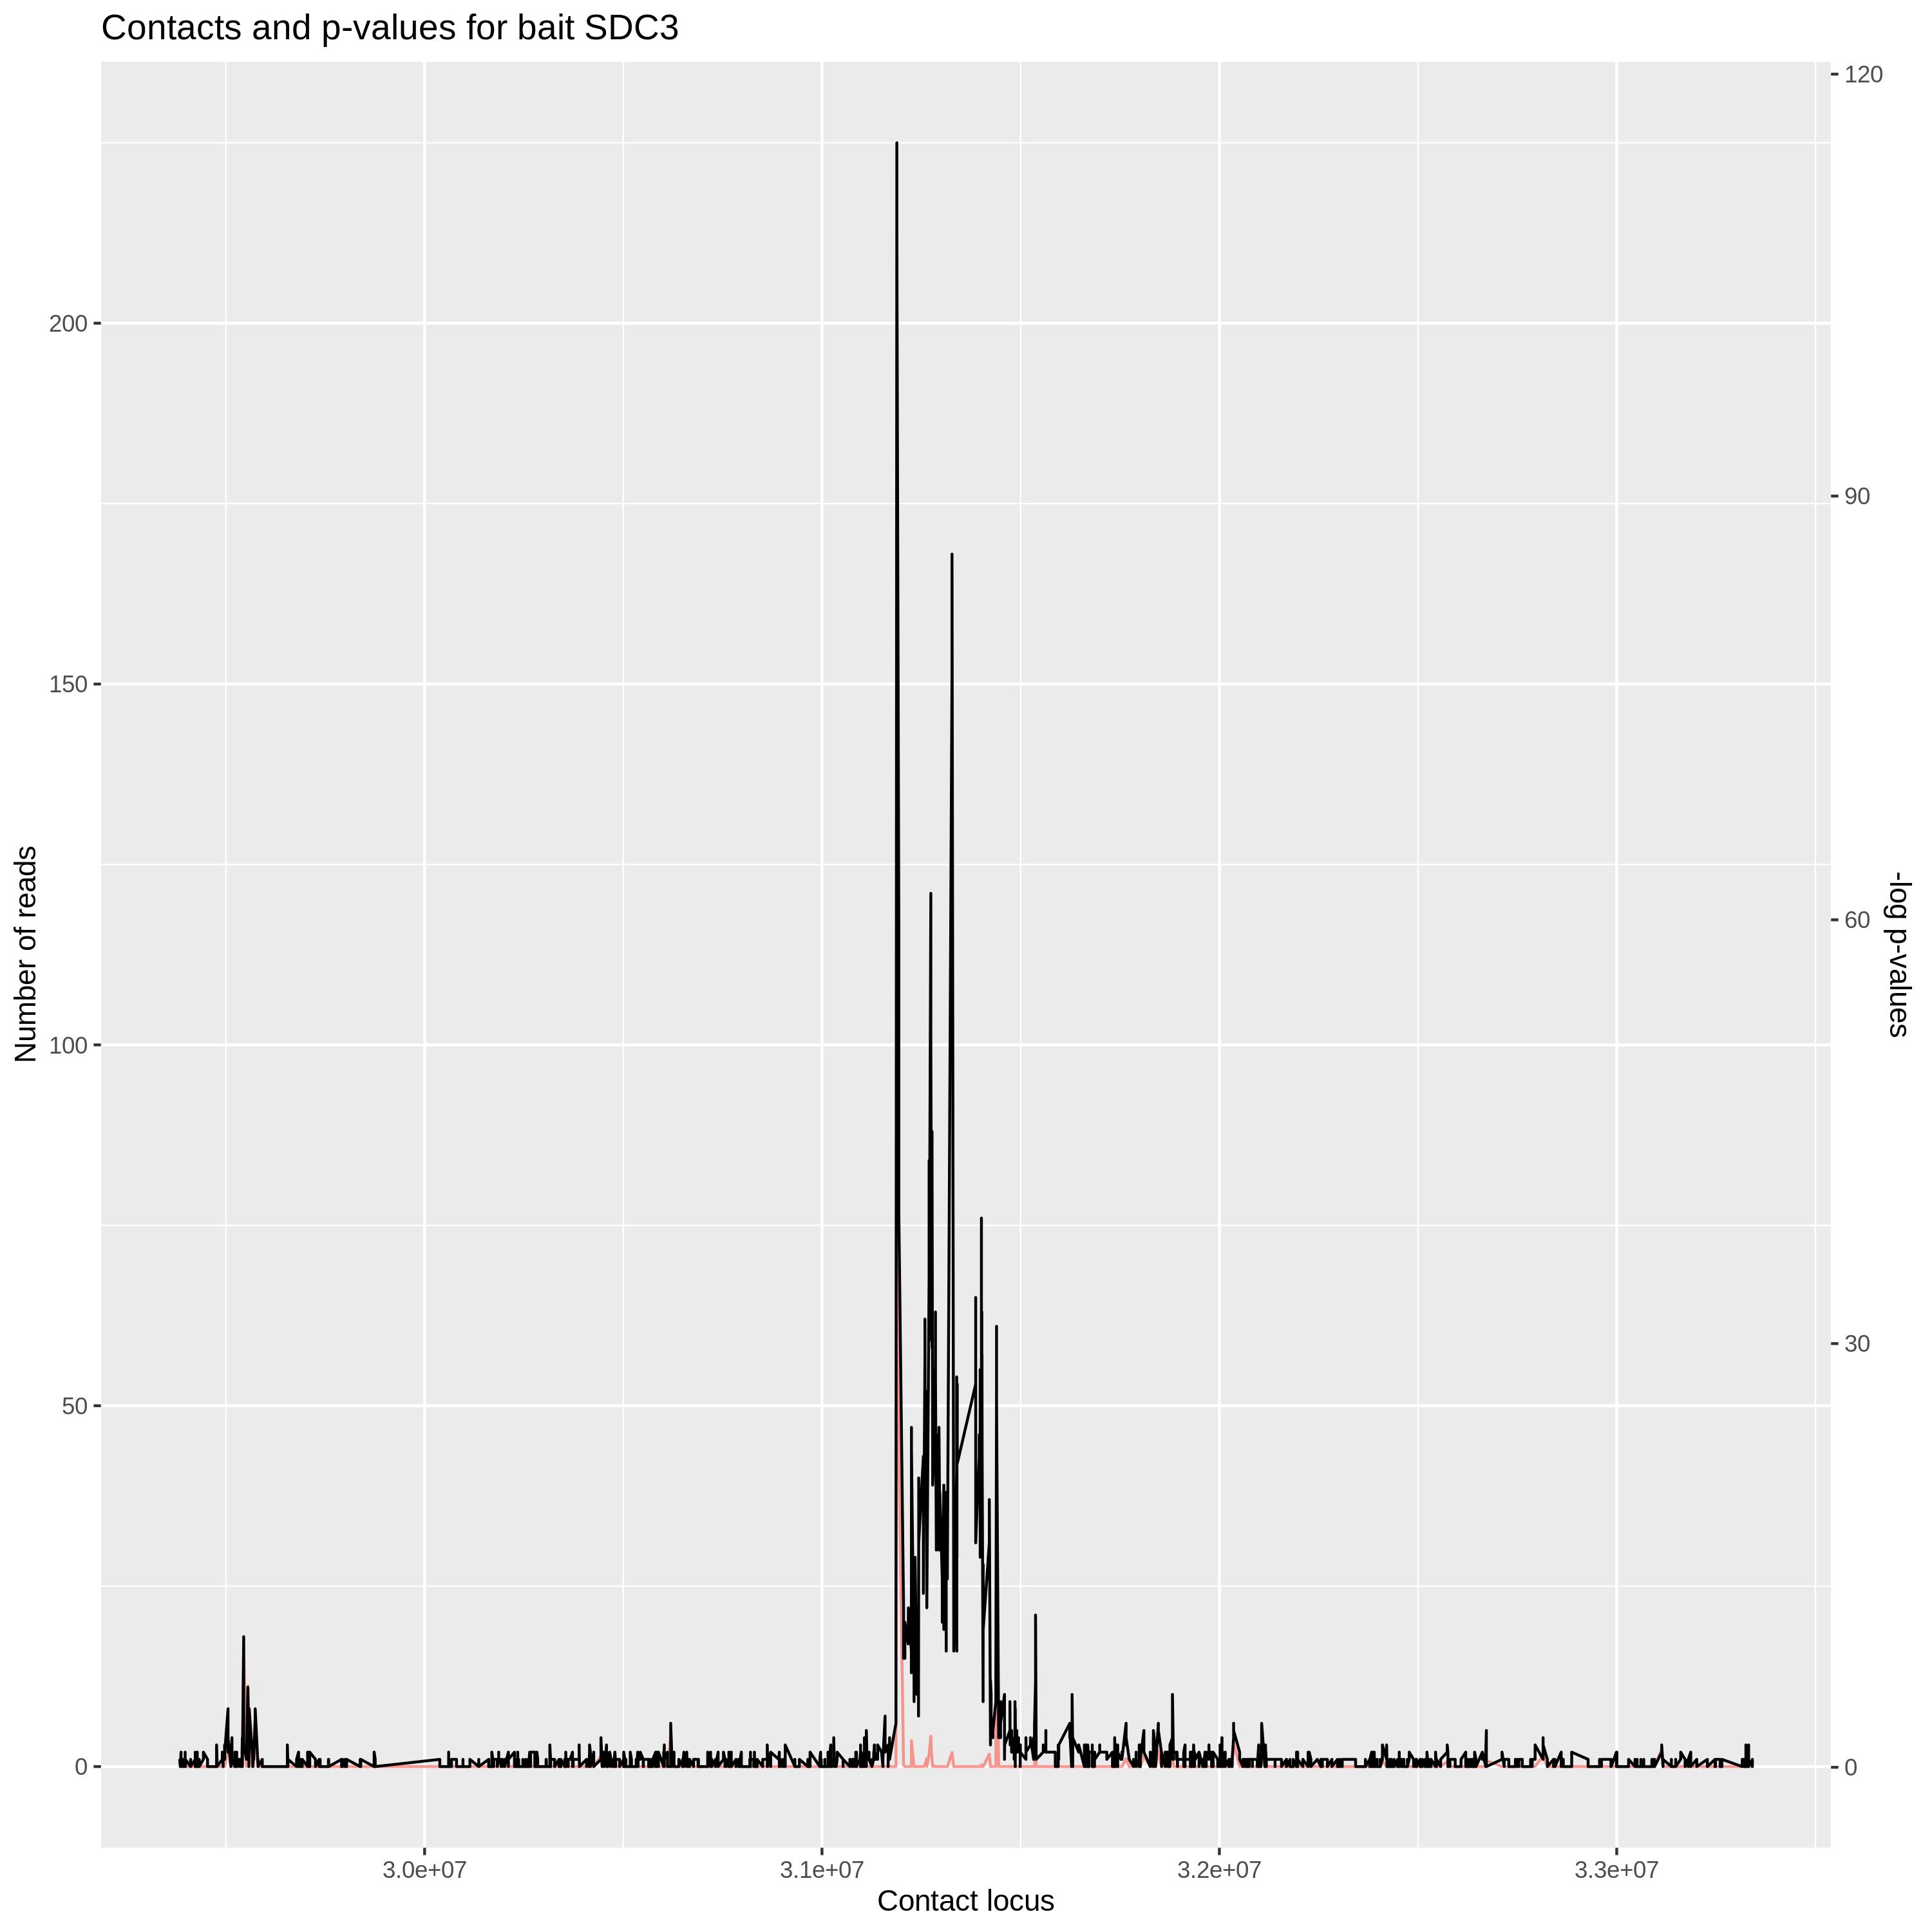 Contacts and p-values for bait SDC3
120
200
90
150
Number of reads
-log p-values
60
100
30
50
0
0
3.0e+07 3.1e+07 3.2e+07 3.3e+07
Contact locus